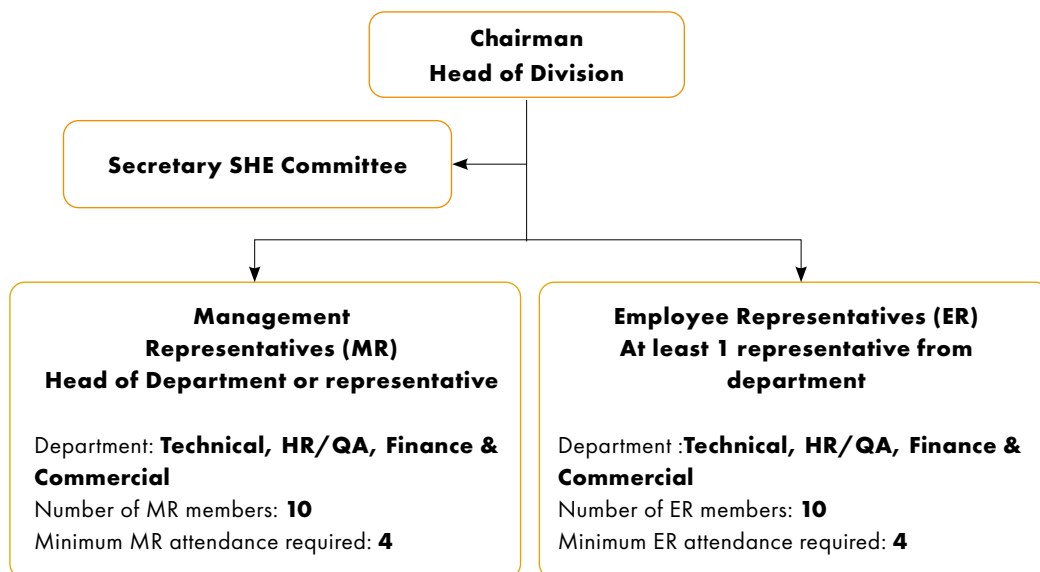 Chairman
Head of Division
Secretary SHE Committee
Management
Representatives (MR)
Head of Department or representative
Department: Technical, HR/QA, Finance &
Commercial
Number of MR members: 10
Minimum MR attendance required: 4
Employee Representatives (ER)
At least 1 representative from
department
Department :Technical, HR/QA, Finance &
Commercial
Number of ER members: 10
Minimum ER attendance required: 4